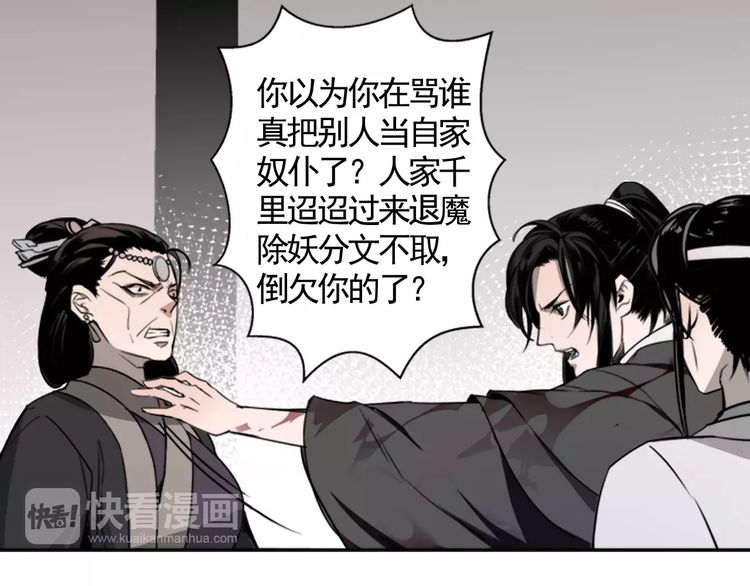 你以为你在骂谁
真把别人当自家
奴仆了？人家千
里迢迢过来退魔
除妖分文不取，
倒欠你的了？
快看！ 快看漫画
www.kuaikanmanhua.com